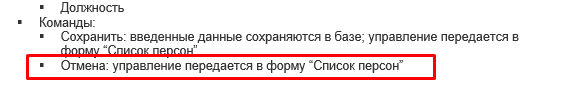 ▪ Должность
▪ Команды:
▪ Сохранить: введенные данные сохраняются в базе; управление передается в
форму “Список персон”
▪ Отмена: управление передается в форму “Список персон”